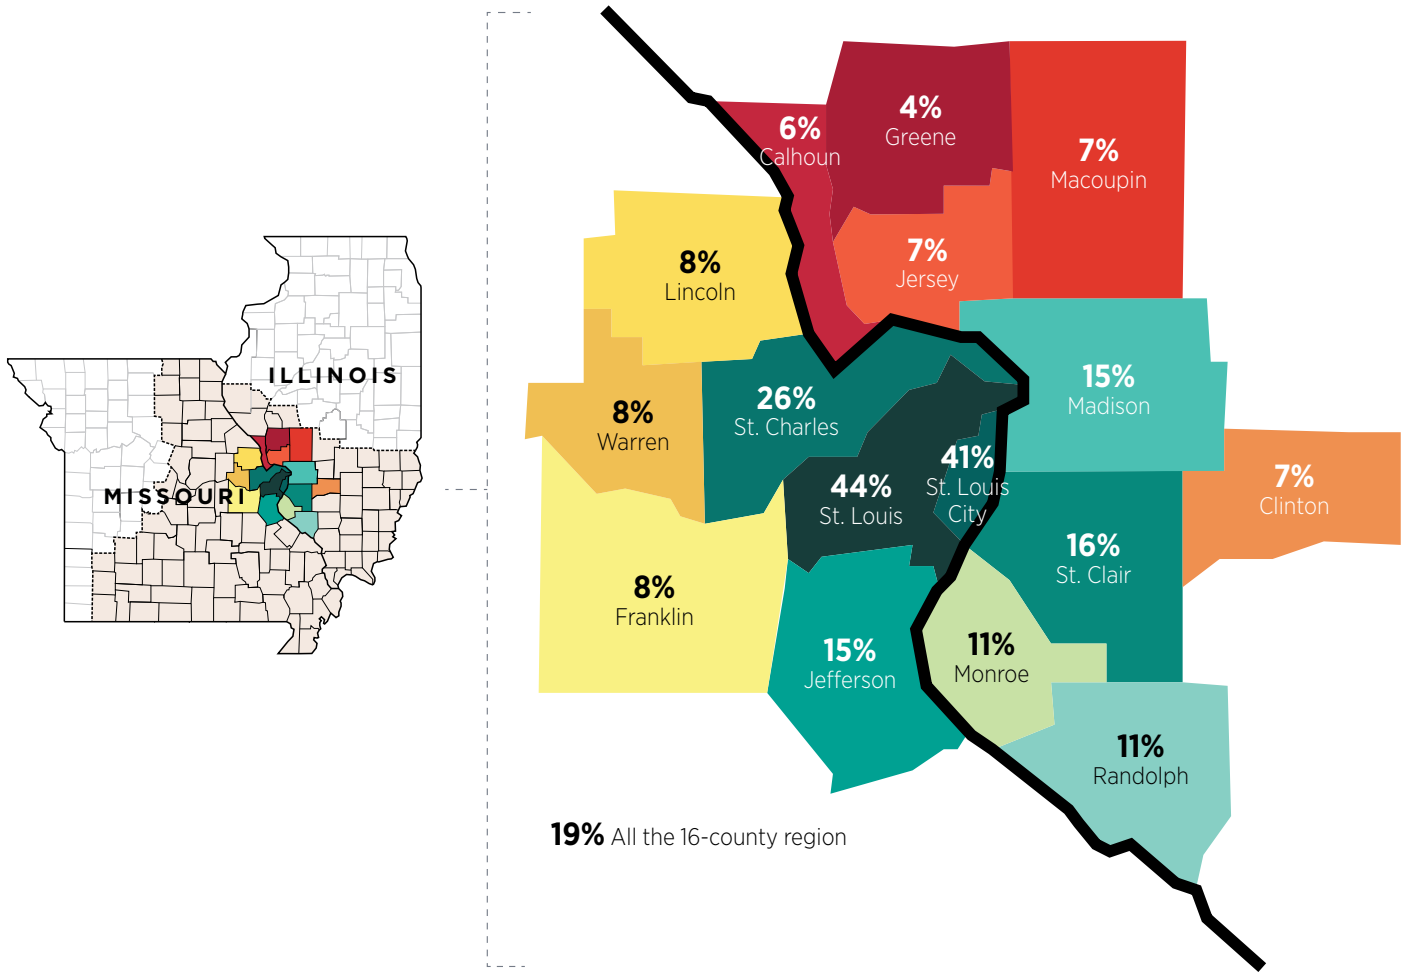 ILLINOIS
MISSOURI
6%
Calhoun
4%
Greene
7%
Macoupin
8%
Lincoln
7%
Jersey
15%
Madison
8%
Warren
26%
St. Charles
44%
St. Louis
41%
St. Louis
City
7%
Clinton
16%
St. Clair
8%
Franklin
15%
Jefferson
11%
Monroe
11%
Randolph
19% All the 16-county region